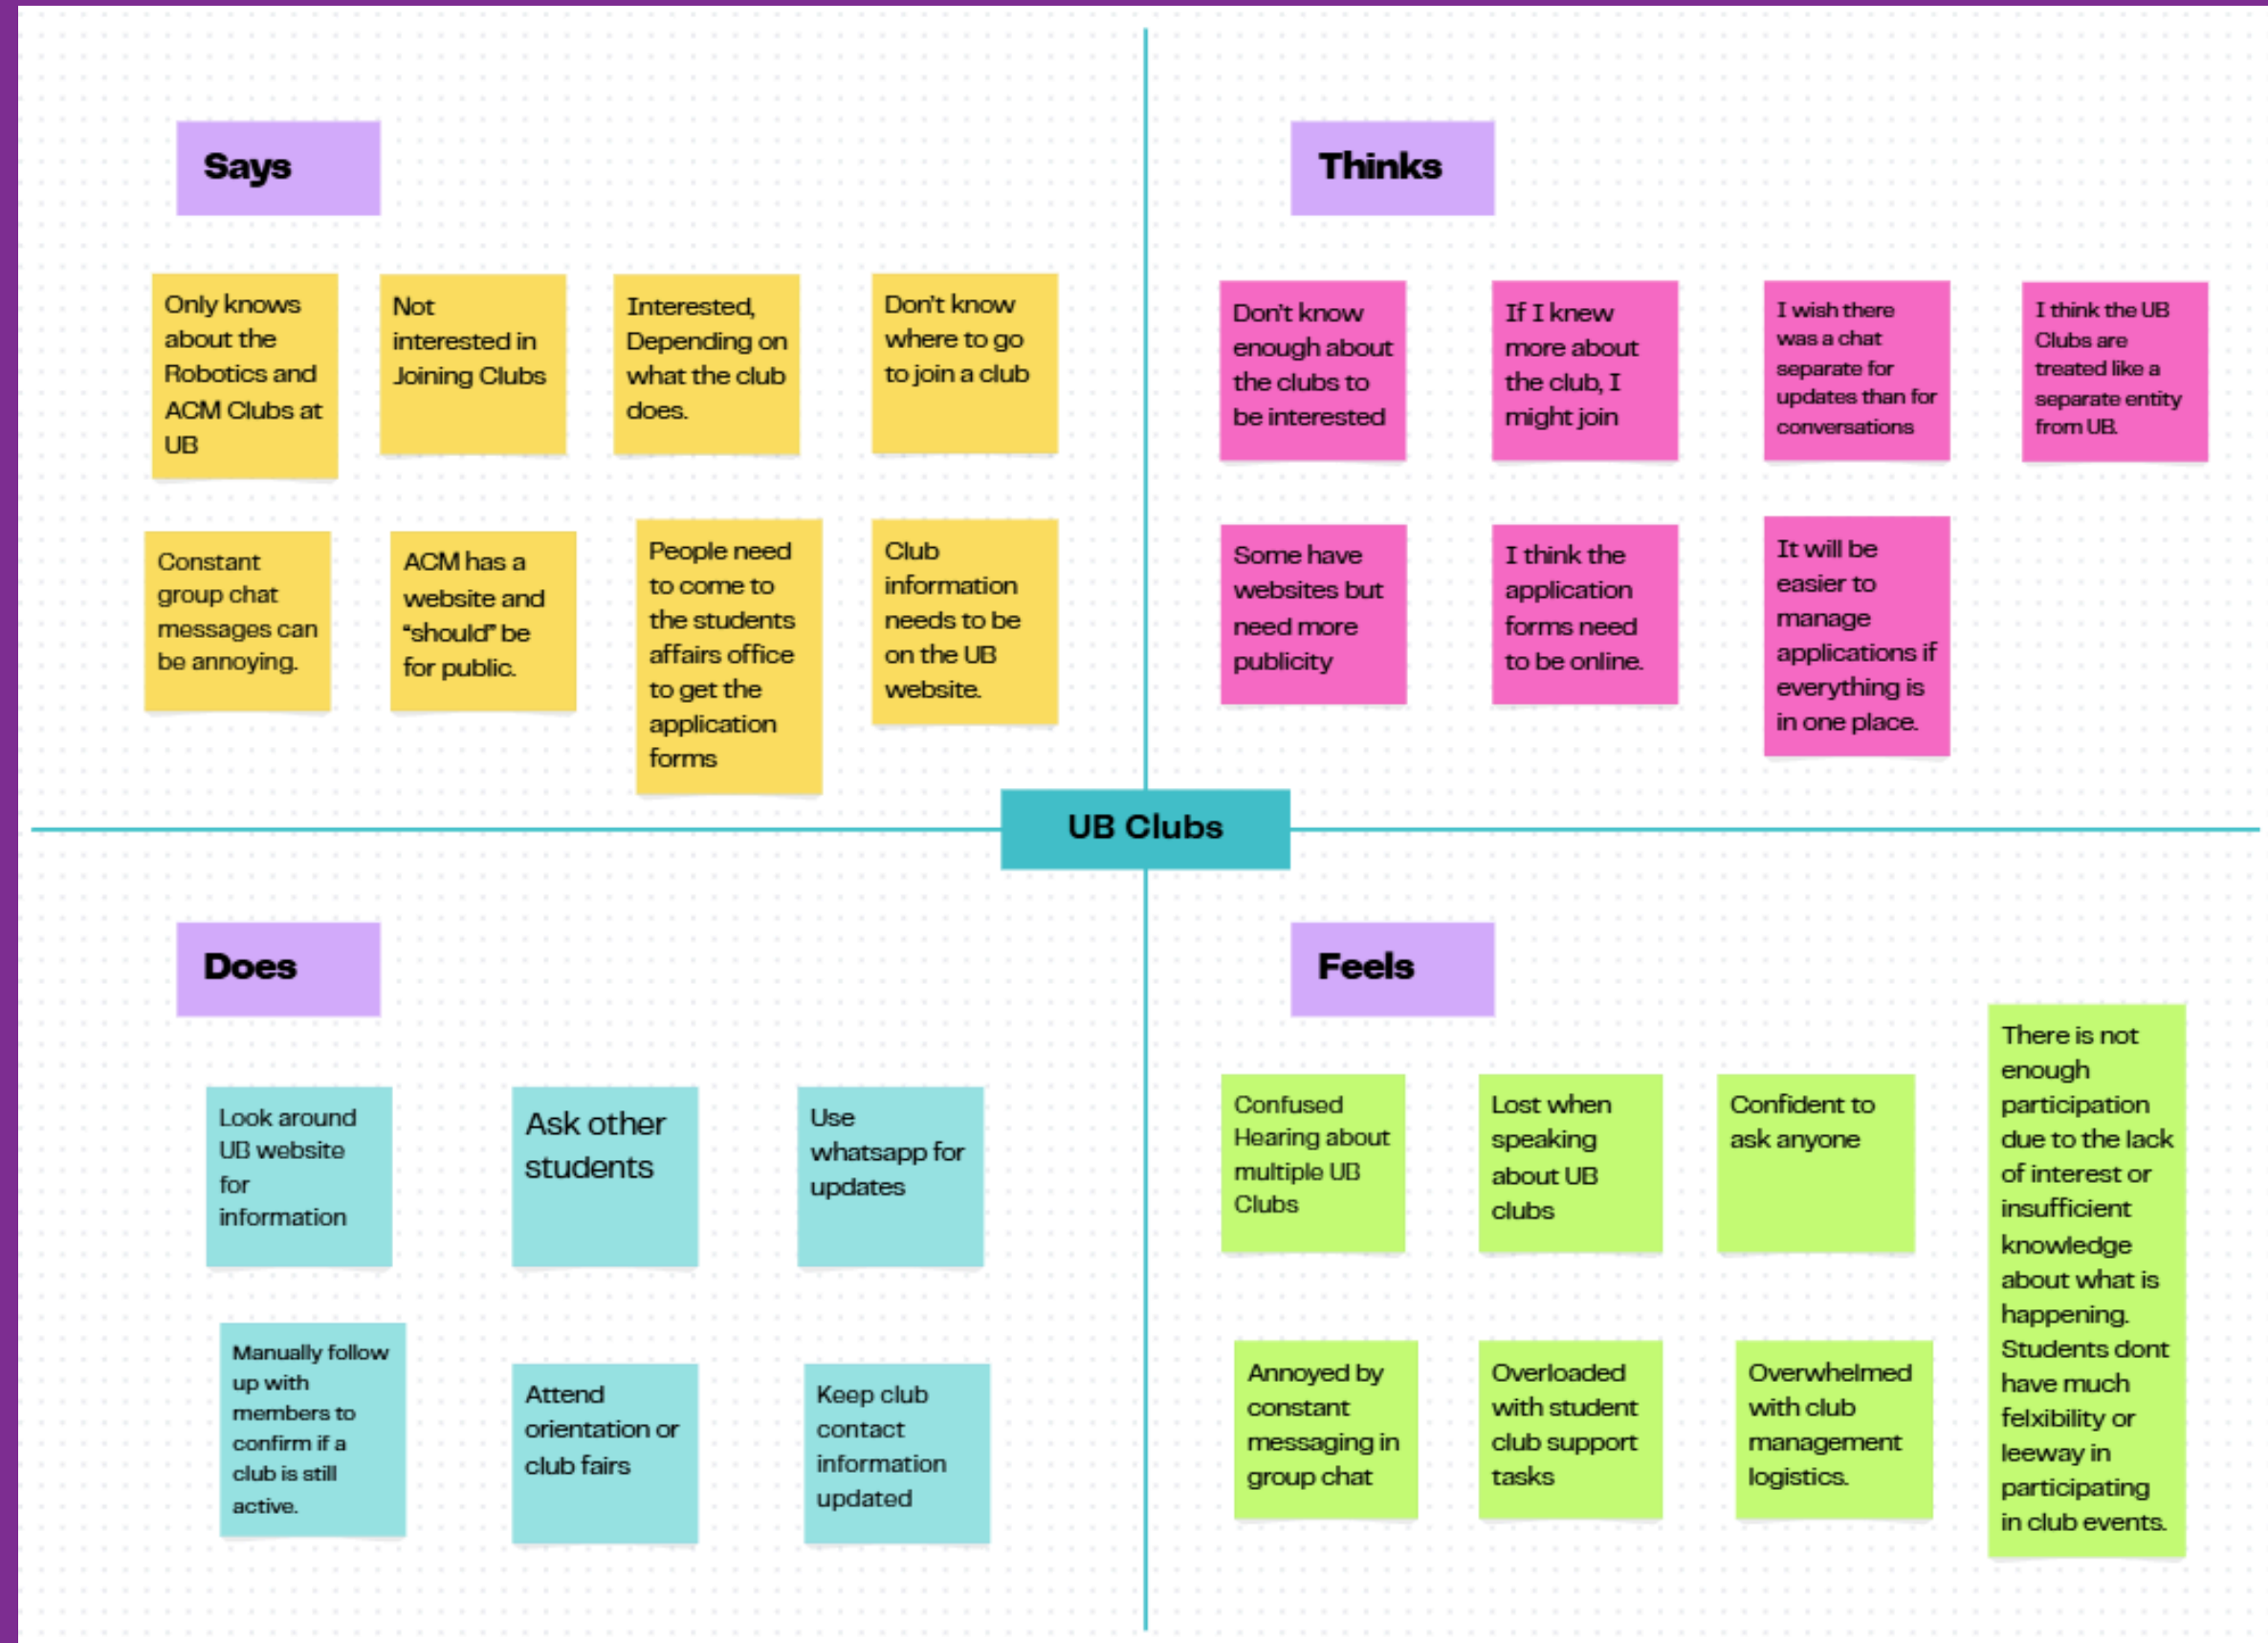 Says
Only knows
about the
Robotics and
ACM Clubs at
UB
Not
interested in
Joining Clubs
Interested,
Depending on
what the club
does.
Don't know
where to go
to join a club
Constant
group chat
messages can
be annoying.
ACM has a
website and
“should” be
for public.
People need
to come to
the students
affairs office
to get the
application
forms
Club
information
needs to be
on the UB
website.
Thinks
Don't know
enough about
the clubs to
be interested
If I knew
more about
the club, I
might join
I wish there
was a chat
separate for
updates than for
conversations
I think the UB
Clubs are
treated like a
separate entity
from UB.
Some have
websites but
need more
publicity
I think the
application
forms need
to be online.
It will be
easier to
manage
applications if
everything is
in one place.
UB Clubs
Does
Look around
UB website
for
information
Ask other
students
Use
whatsapp for
updates
Manually follow
up with
members to
confirm if a
club is still
active.
Attend
orientation or
club fairs
Keep club
contact
information
updated
Feels
Confused
Hearing about
multiple UB
Clubs
Lost when
speaking
about UB
clubs
Confident to
ask anyone
There is not
enough
participation
due to the lack
of interest or
insufficient
knowledge
about what is
happening.
Students dont
have much
felxibility or
leeway in
participating
in club events.
Annoyed by
constant
messaging in
group chat
Overloaded
with student
club support
tasks
Overwhelmed
with club
management
logistics.